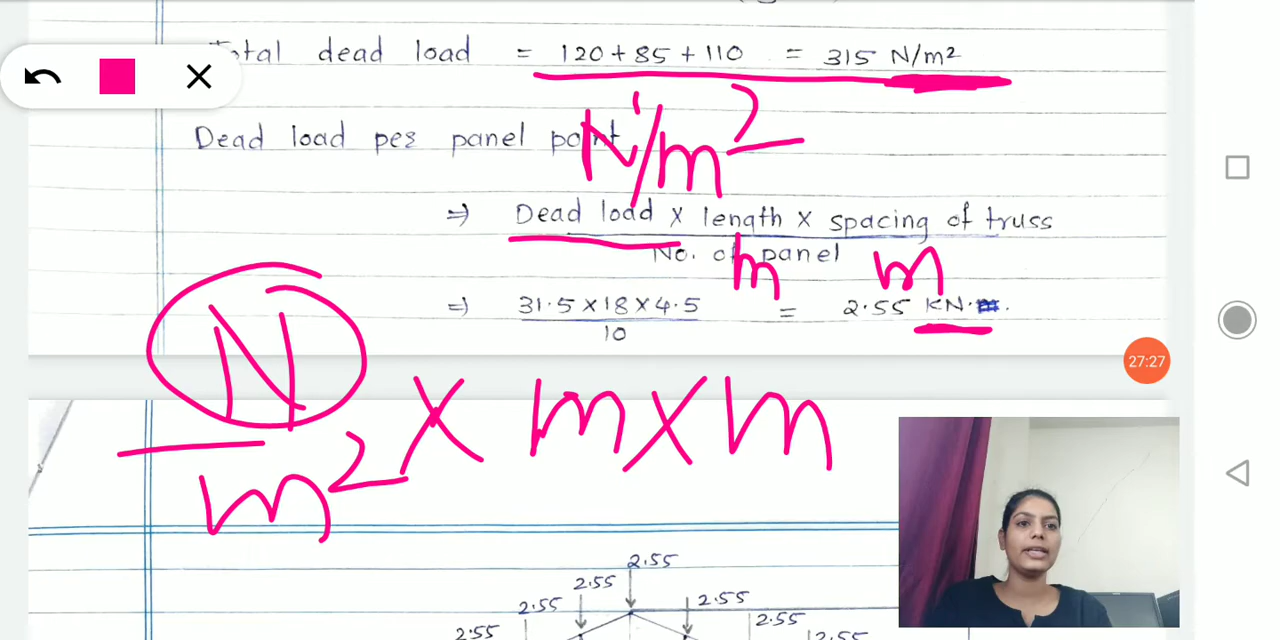 Total dead load = 120 + 85 + 110 = 315 N/m²
Dead load per panel point
N/m²
⇒ Dead load x length x spacing of truss
No. of panel
m m
⇒ 31.5 x 18 x 4.5 = 2.55 KN
10
N × m × m
m²
27:27
2.55
2.55
2.55 2.55
2.55 2.55 2.55